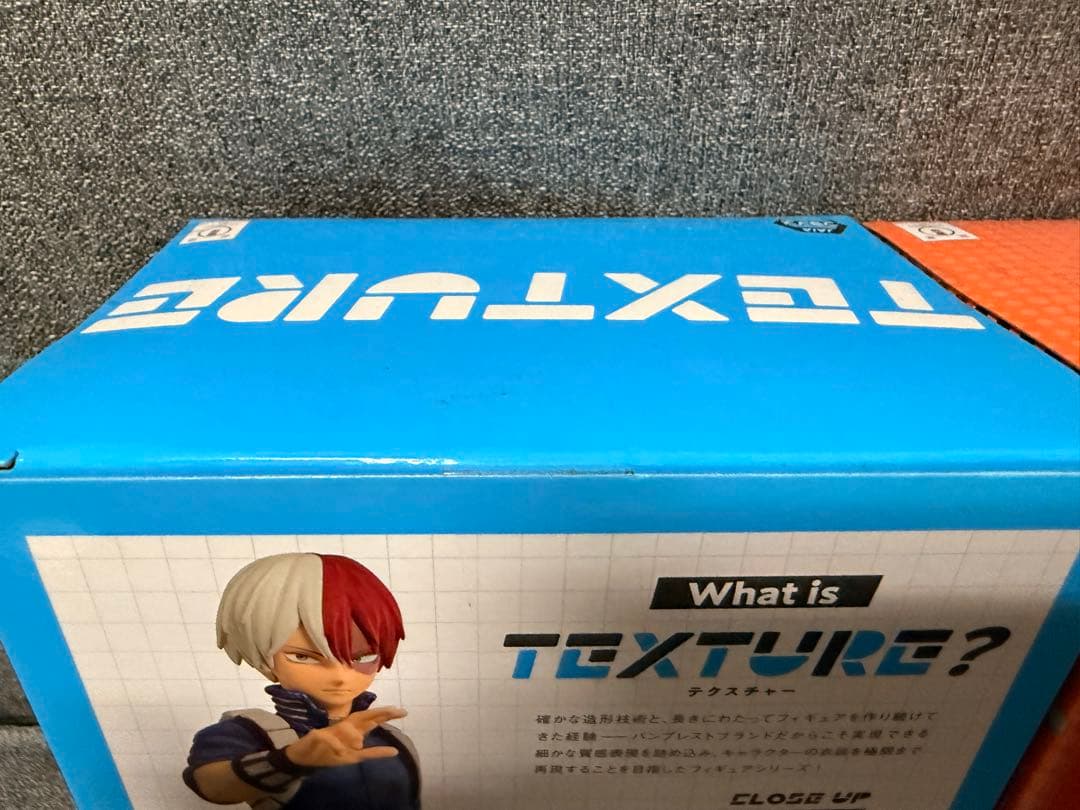 TEXTURE
What is
TEXTURE?
テクスチャー
確かな造形技術と、長きにわたってフィギュアを作り続けて
きた経験――バンプレストブランドだからこそ実現できる
細かな質感表現を詰め込み、キャラクターの衣装を極限まで
再現することを目指したフィギュアシリーズ!
CLOSE UP